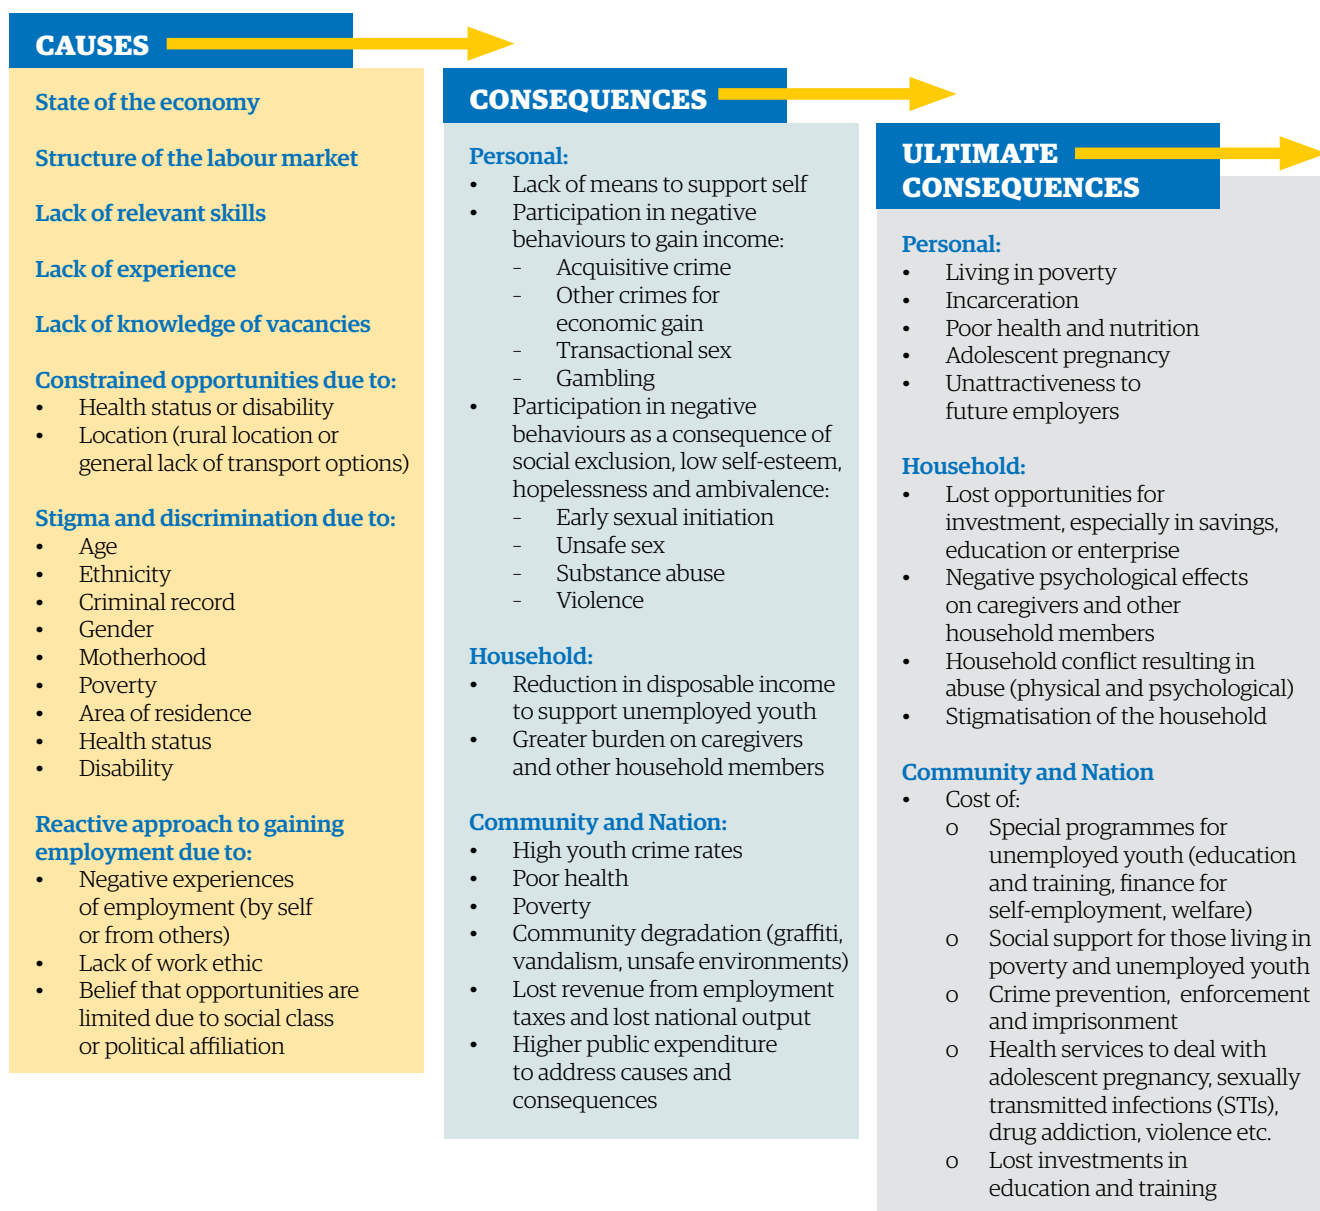 CAUSES
State of the economy
Structure of the labour market
Lack of relevant skills
Lack of experience
Lack of knowledge of vacancies
Constrained opportunities due to:
• Health status or disability
• Location (rural location or
general lack of transport options)
Stigma and discrimination due to:
• Age
• Ethnicity
• Criminal record
• Gender
• Motherhood
• Poverty
• Area of residence
• Health status
• Disability
Reactive approach to gaining
employment due to:
• Negative experiences
of employment (by self
or from others)
• Lack of work ethic
• Belief that opportunities are
limited due to social class
or political affiliation
CONSEQUENCES
Personal:
• Lack of means to support self
• Participation in negative
behaviours to gain income:
– Acquisitive crime
– Other crimes for
economic gain
– Transactional sex
– Gambling
• Participation in negative
behaviours as a consequence of
social exclusion, low self-esteem,
hopelessness and ambivalence:
– Early sexual initiation
– Unsafe sex
– Substance abuse
– Violence
Household:
• Reduction in disposable income
to support unemployed youth
• Greater burden on caregivers
and other household members
Community and Nation:
• High youth crime rates
• Poor health
• Poverty
• Community degradation (graffiti,
vandalism, unsafe environments)
• Lost revenue from employment
taxes and lost national output
• Higher public expenditure
to address causes and
consequences
ULTIMATE
CONSEQUENCES
Personal:
• Living in poverty
• Incarceration
• Poor health and nutrition
• Adolescent pregnancy
• Unattractiveness to
future employers
Household:
• Lost opportunities for
investment, especially in savings,
education or enterprise
• Negative psychological effects
on caregivers and other
household members
• Household conflict resulting in
abuse (physical and psychological)
• Stigmatisation of the household
Community and Nation
• Cost of:
o Special programmes for
unemployed youth (education
and training, finance for
self-employment, welfare)
o Social support for those living in
poverty and unemployed youth
o Crime prevention, enforcement
and imprisonment
o Health services to deal with
adolescent pregnancy, sexually
transmitted infections (STIs),
drug addiction, violence etc.
o Lost investments in
education and training